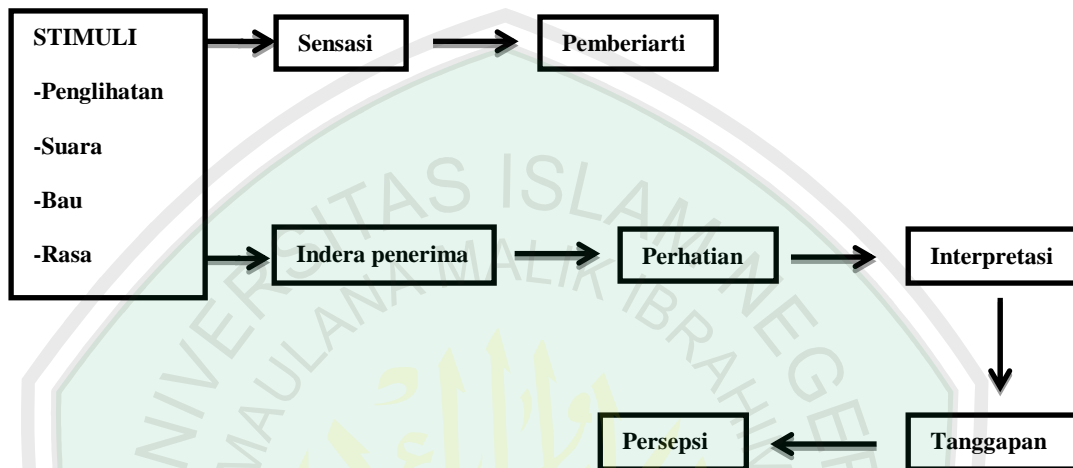 STIMULI
-Penglihatan
-Suara
-Bau
-Rasa
Sensasi
Pemberiarti
Indera penerima
Perhatian
Interpretasi
Tanggapan
Persepsi